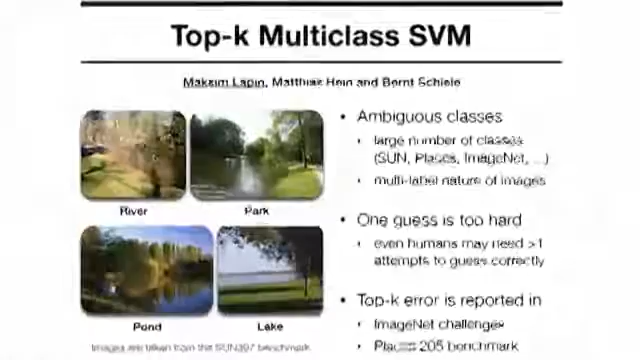 Top-k Multiclass SVM
Maksim Lapin, Matthias Hein and Bernt Schiele
River
Park
Pond
Lake
Images are taken from the SUN397 benchmark
• Ambiguous classes
• large number of classes
(SUN, Places, ImageNet, ...)
• multi-label nature of images
• One guess is too hard
• even humans may need >1
attempts to guess correctly
• Top-k error is reported in
• ImageNet challenges
• Places 205 benchmark